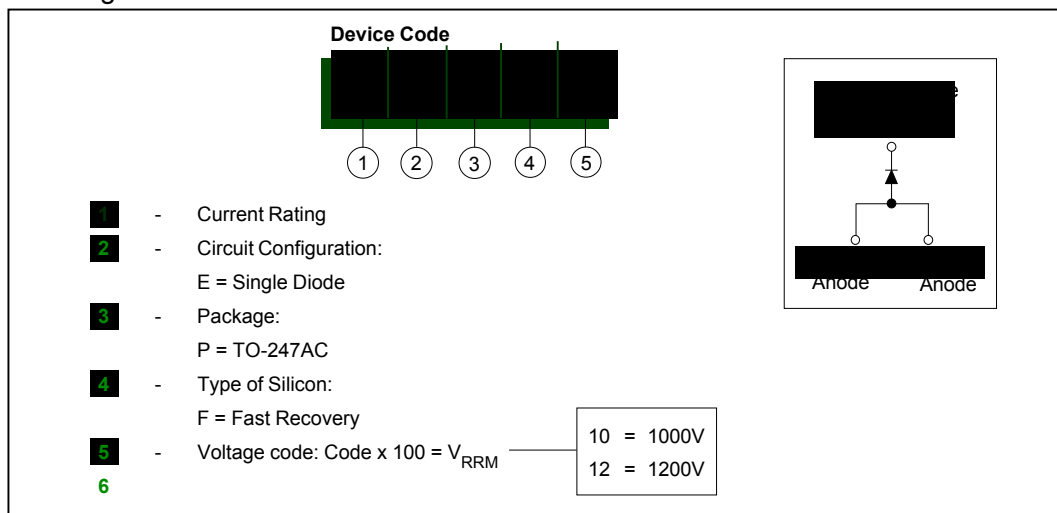 Device Code
1 2 3 4 5
1 - Current Rating
2 - Circuit Configuration:
E = Single Diode
3 - Package:
P = TO-247AC
4 - Type of Silicon:
F = Fast Recovery
5 - Voltage code: Code x 100 = V RRM
10 = 1000V
12 = 1200V
6
Anode Anode